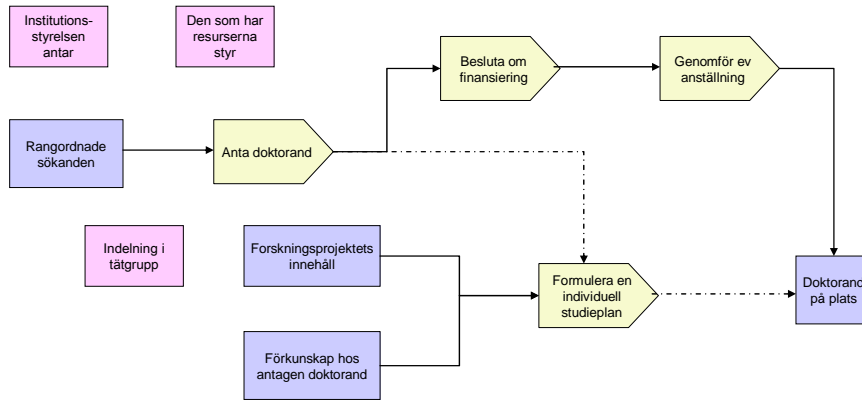 Institutions-
styrelsen
antar
Den som har
resurserna
styr
Besluta om
finansiering
Genomför ev
anställning
Rangordnade
sökanden
Anta doktorand
Indelning i
tätgrupp
Forskningsprojektets
innehåll
Formulera en
individuell
studieplan
Doktorand
på plats
Förkunskap hos
antagen doktorand